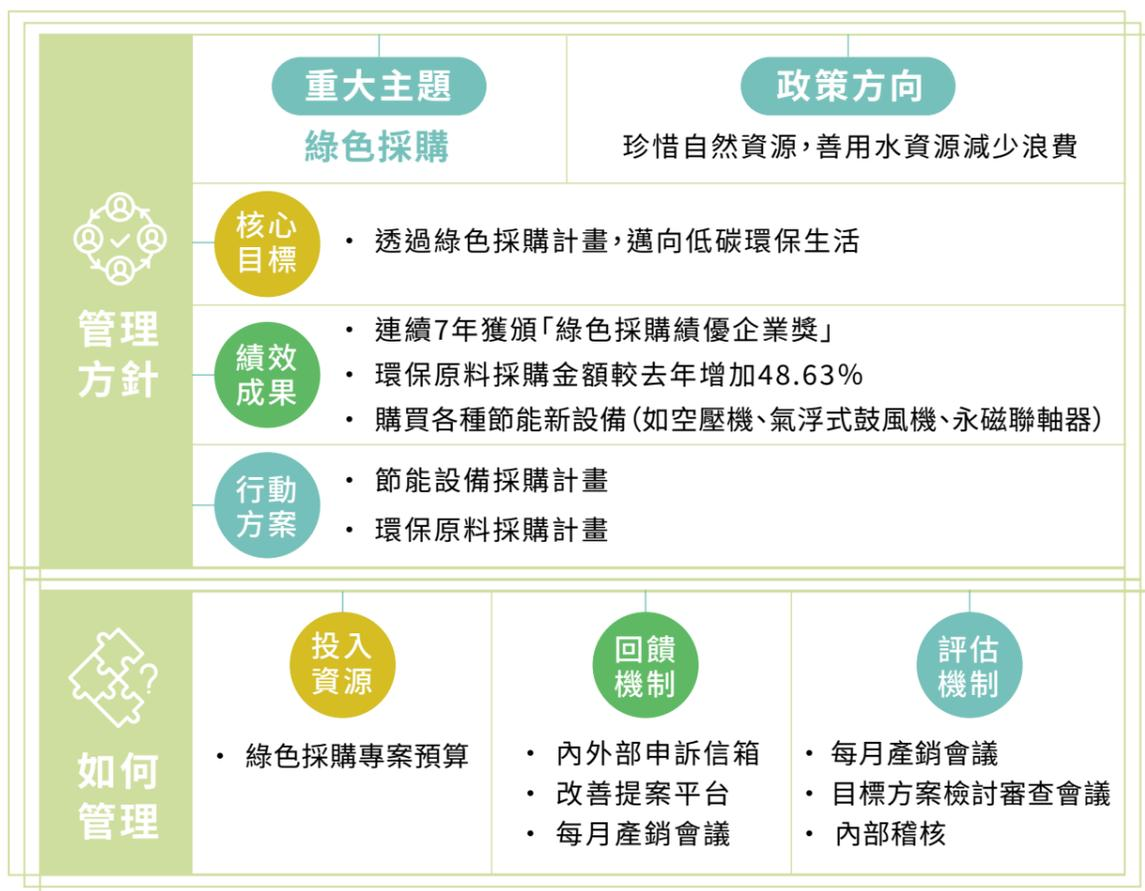 重大主題
綠色採購
政策方向
珍惜自然資源，善用水資源減少浪費
管理
方針
核心
目標
• 透過綠色採購計畫，邁向低碳環保生活
績效
成果
• 連續7年獲頒「綠色採購績優企業獎」
• 環保原料採購金額較去年增加48.63%
• 購買各種節能新設備（如空壓機、氣浮式鼓風機、永磁聯軸器）
行動
方案
• 節能設備採購計畫
• 環保原料採購計畫
如何
管理
投入
資源
• 綠色採購專案預算
回饋
機制
• 內外部申訴信箱
• 改善提案平台
• 每月產銷會議
評估
機制
• 每月產銷會議
• 目標方案檢討審查會議
• 內部稽核